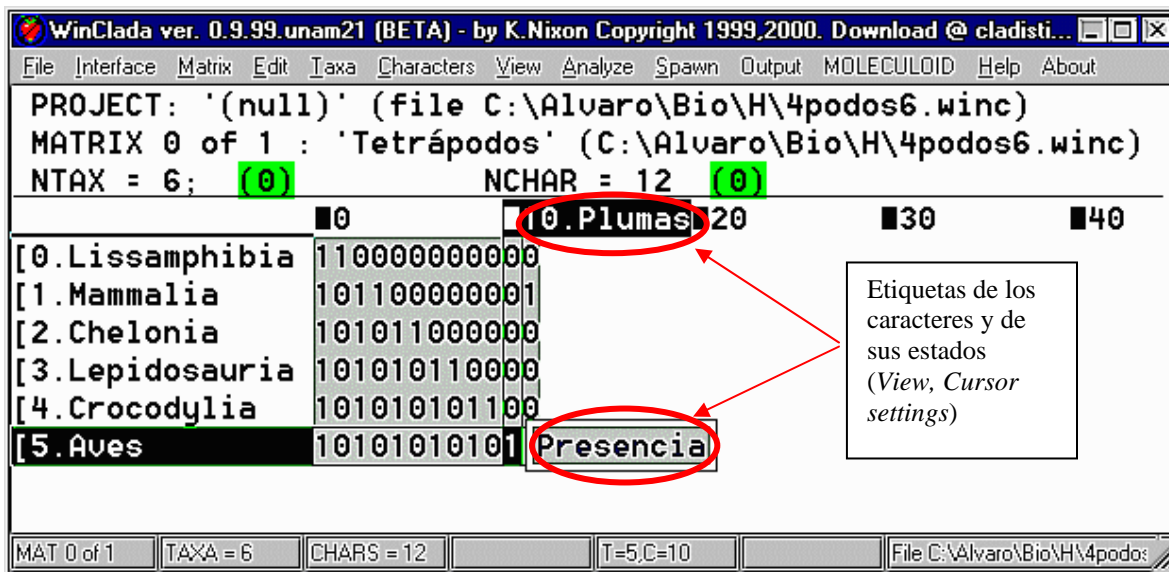 WinClada ver. 0.9.99.unam21 (BETA) - by K.Nixon Copyright 1999,2000. Download @ cladisti...
File Interface Matrix Edit Taxa Characters View Analyze Spawn Output MOLECULOID Help About
PROJECT: '(null)' (file C:\Alvaro\Bio\H\4podos6.winc)
MATRIX 0 of 1 : 'Tetrápodos' (C:\Alvaro\Bio\H\4podos6.winc)
NTAX = 6; (0) NCHAR = 12 (0)
0 10.Plumas 20 30 40
[0.Lissamphibia 110000000000
[1.Mammalia 101100000001
[2.Chelonia 101011000000
[3.Lepidosauria 101010110000
[4.Crocodylia 101010101100
[5.Aves 10101010101 Presencia
Etiquetas de los
caracteres y de
sus estados
(View, Cursor
settings)
MAT 0 of 1 TAXA = 6 CHARS = 12 T=5,C=10 File C:\Alvaro\Bio\H\4podos